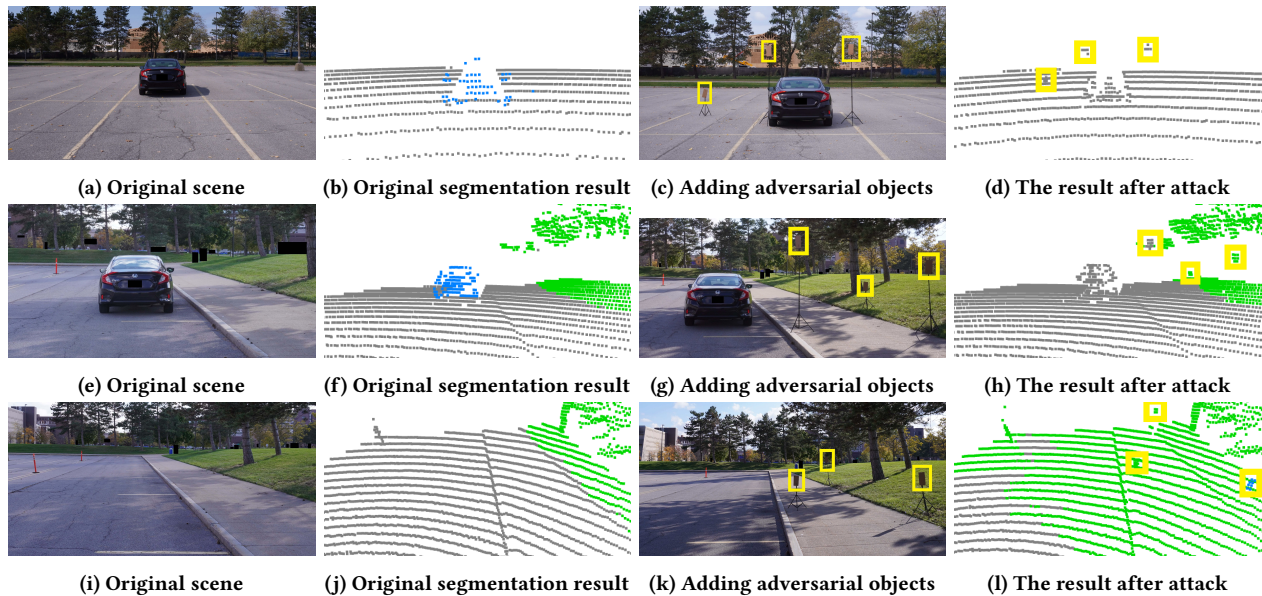 (a) Original scene
(b) Original segmentation result
(c) Adding adversarial objects
(d) The result after attack
(e) Original scene
(f) Original segmentation result
(g) Adding adversarial objects
(h) The result after attack
(i) Original scene
(j) Original segmentation result
(k) Adding adversarial objects
(l) The result after attack